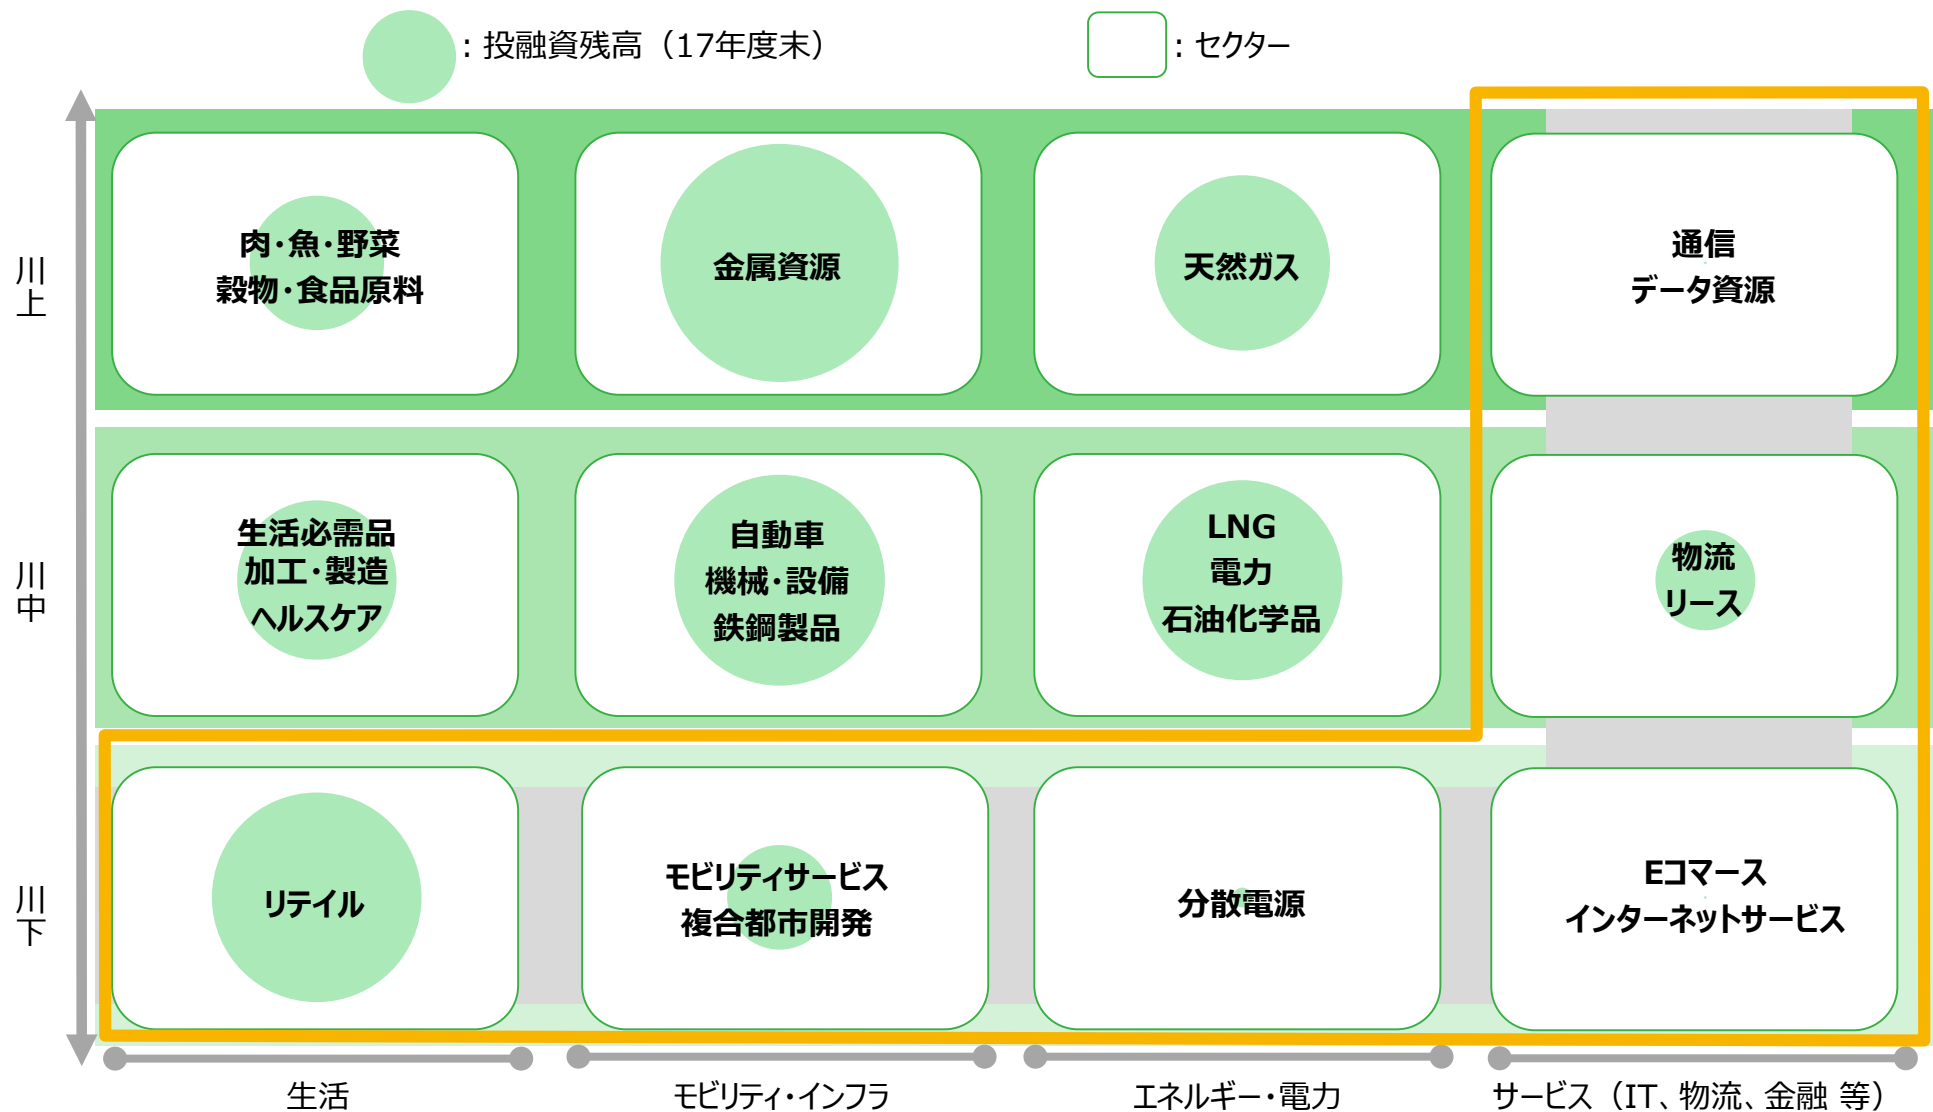 ：投融資残高（17年度末）
：セクター
川上
肉・魚・野菜
穀物・食品原料
金属資源
天然ガス
通信
データ資源
川中
生活必需品
加工・製造
ヘルスケア
自動車
機械・設備
鉄鋼製品
LNG
電力
石油化学品
物流
リース
川下
リテイル
モビリティサービス
複合都市開発
分散電源
Eコマース
インターネットサービス
生活
モビリティ・インフラ
エネルギー・電力
サービス（IT、物流、金融 等）